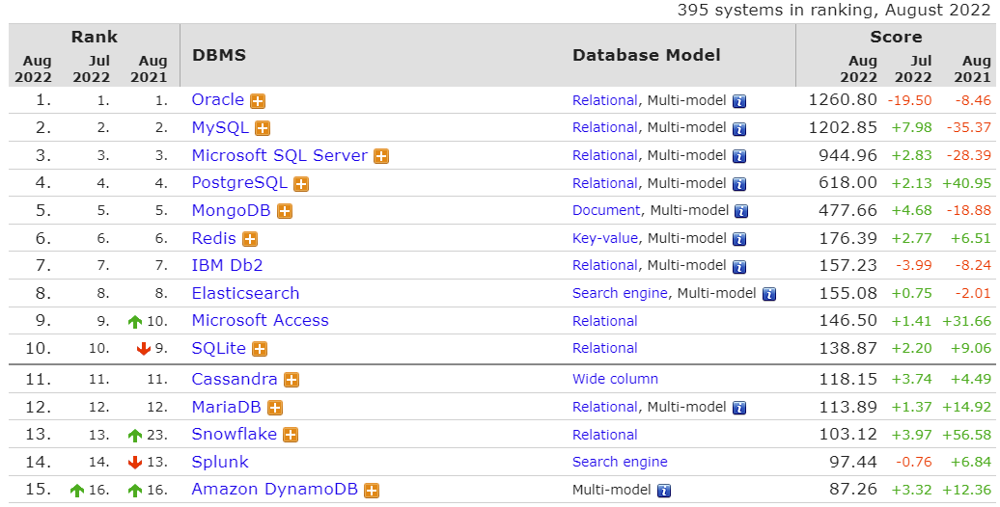 395 systems in ranking, August 2022
Rank DBMS Database Model Score
Aug 2022 Jul 2022 Aug 2021 Aug 2022 Jul 2022 Aug 2021
1. 1. 1. Oracle Relational, Multi-model 1260.80 -19.50 -8.46
2. 2. 2. MySQL Relational, Multi-model 1202.85 +7.98 -35.37
3. 3. 3. Microsoft SQL Server Relational, Multi-model 944.96 +2.83 -28.39
4. 4. 4. PostgreSQL Relational, Multi-model 618.00 +2.13 +40.95
5. 5. 5. MongoDB Document, Multi-model 477.66 +4.68 -18.88
6. 6. 6. Redis Key-value, Multi-model 176.39 +2.77 +6.51
7. 7. 7. IBM Db2 Relational, Multi-model 157.23 -3.99 -8.24
8. 8. 8. Elasticsearch Search engine, Multi-model 155.08 +0.75 -2.01
9. 9. 10. Microsoft Access Relational 146.50 +1.41 +31.66
10. 10. 9. SQLite Relational 138.87 +2.20 +9.06
11. 11. 11. Cassandra Wide column 118.15 +3.74 +4.49
12. 12. 12. MariaDB Relational, Multi-model 113.89 +1.37 +14.92
13. 13. 23. Snowflake Relational 103.12 +3.97 +56.58
14. 14. 13. Splunk Search engine 97.44 -0.76 +6.84
15. 16. 16. Amazon DynamoDB Multi-model 87.26 +3.32 +12.36